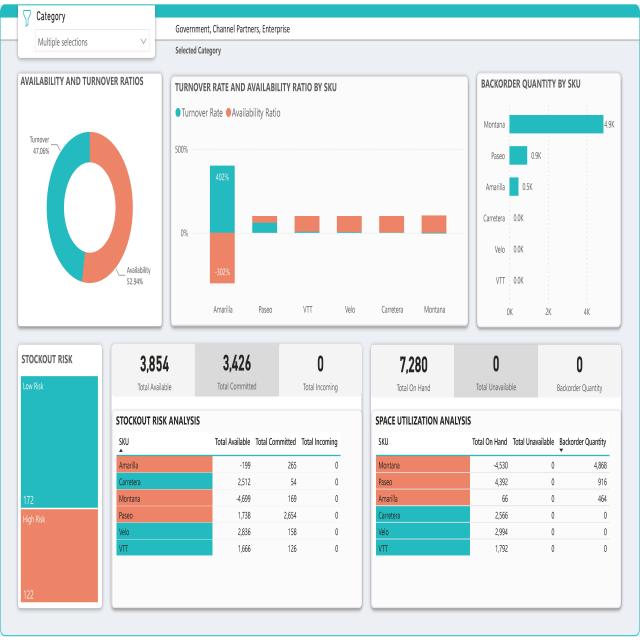 Category
Multiple selections
Government, Channel Partners, Enterprise
Selected Category
AVAILABILITY AND TURNOVER RATIOS
Turnover
47.06%
Availability
52.94%
TURNOVER RATE AND AVAILABILITY RATIO BY SKU
Turnover Rate Availability Ratio
500%
402%
0%
-302%
Amarilla Paseo VTT Velo Carretera Montana
BACKORDER QUANTITY BY SKU
Montana 4.9K
Paseo 0.9K
Amarilla 0.5K
Carretera 0.0K
Velo 0.0K
VTT 0.0K
0K 2K 4K
STOCKOUT RISK
Low Risk
172
High Risk
122
3,854 3,426 0
Total Available Total Committed Total Incoming
STOCKOUT RISK ANALYSIS
SKU Total Available Total Committed Total Incoming
Amarilla -199 265 0
Carretera 2,512 54 0
Montana -4,699 169 0
Paseo 1,738 2,654 0
Velo 2,836 158 0
VTT 1,666 126 0
7,280 0 0
Total On Hand Total Unavailable Backorder Quantity
SPACE UTILIZATION ANALYSIS
SKU Total On Hand Total Unavailable Backorder Quantity
Montana -4,530 0 4,868
Paseo 4,392 0 916
Amarilla 66 0 464
Carretera 2,566 0 0
Velo 2,994 0 0
VTT 1,792 0 0